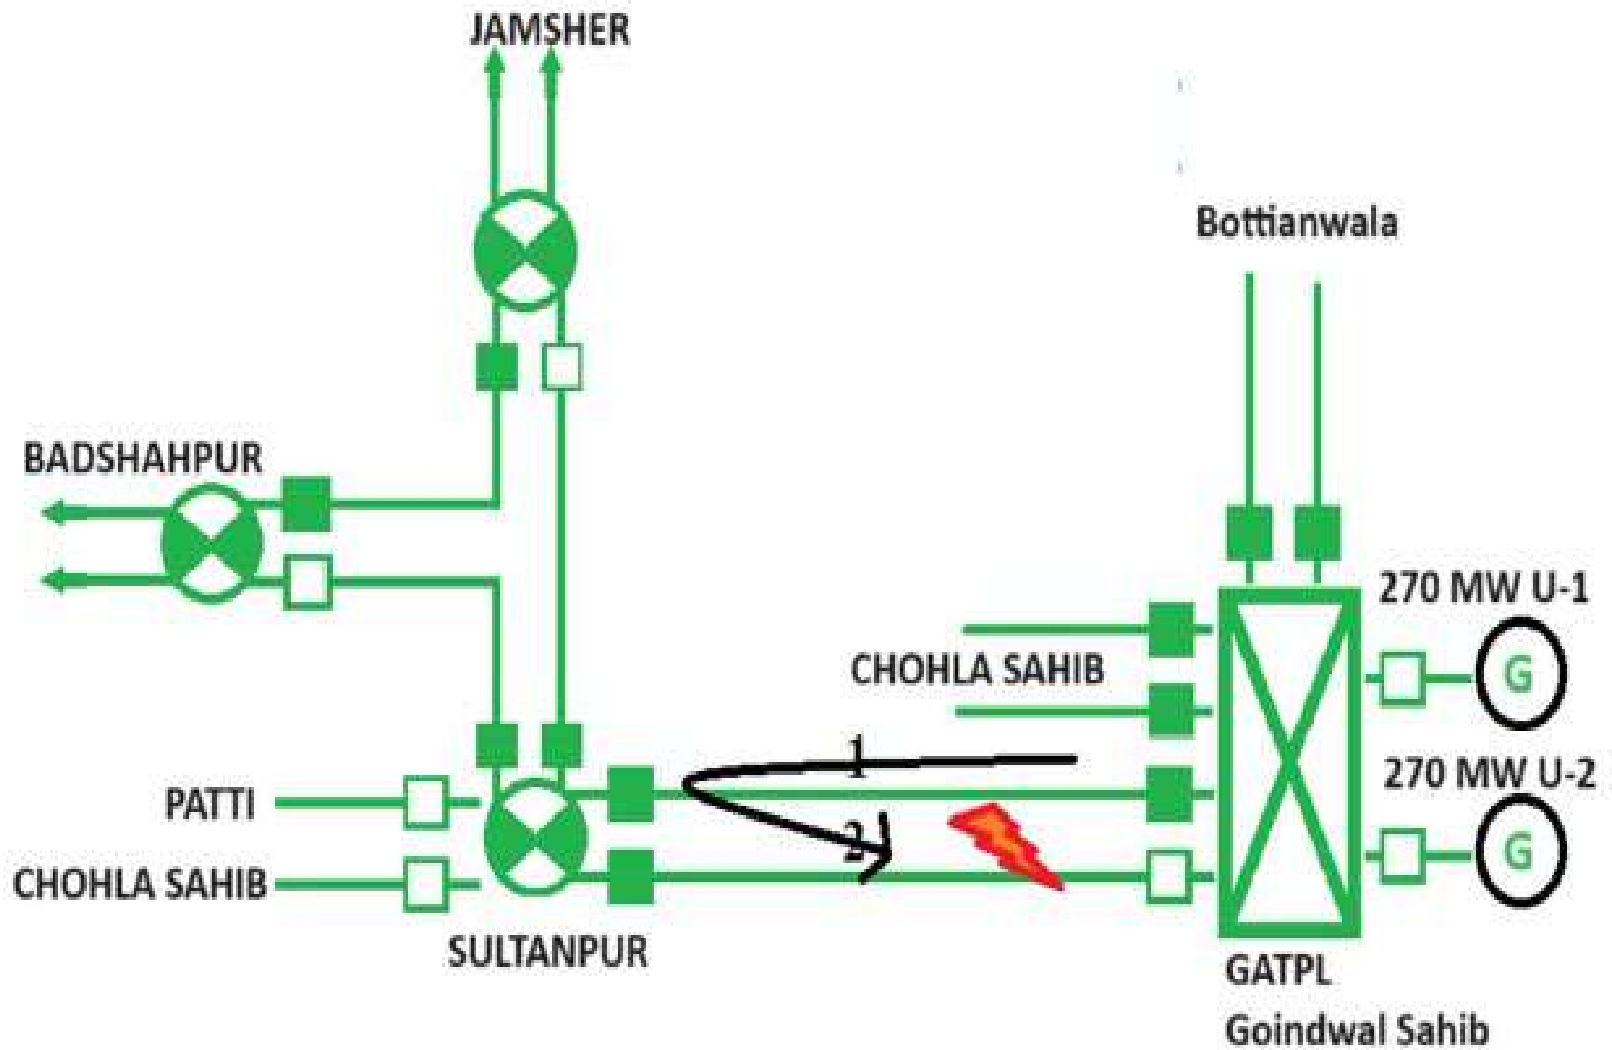 JAMSHER
Bottianwala
BADSHAHPUR
270 MW U-1
G
CHOHLA SAHIB
1
270 MW U-2
PATTI
2
G
CHOHLA SAHIB
SULTANPUR
GATPL
Goindwal Sahib